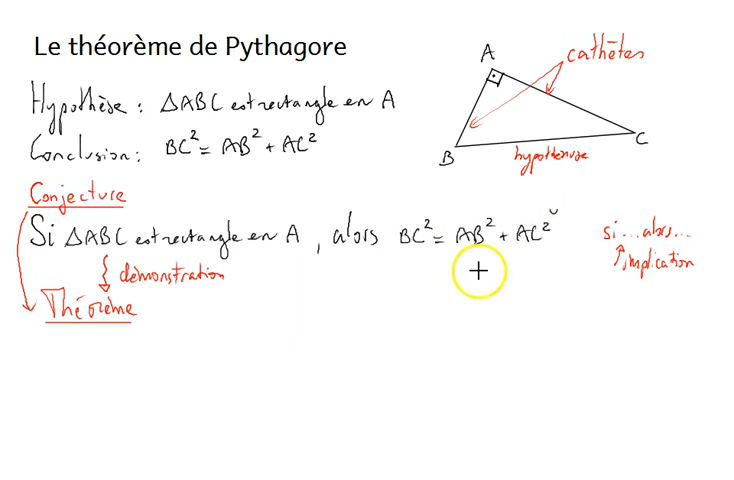 Le théorème de Pythagore
Hypothèse : ΔABC est rectangle en A
Conclusion : BC² = AB² + AC²
A
cathètes
B
C
hypoténuse
Conjecture
Si ΔABC est rectangle en A, alors BC² = AB² + AC²
si...alors...
↑ implication
démonstration
Théorème